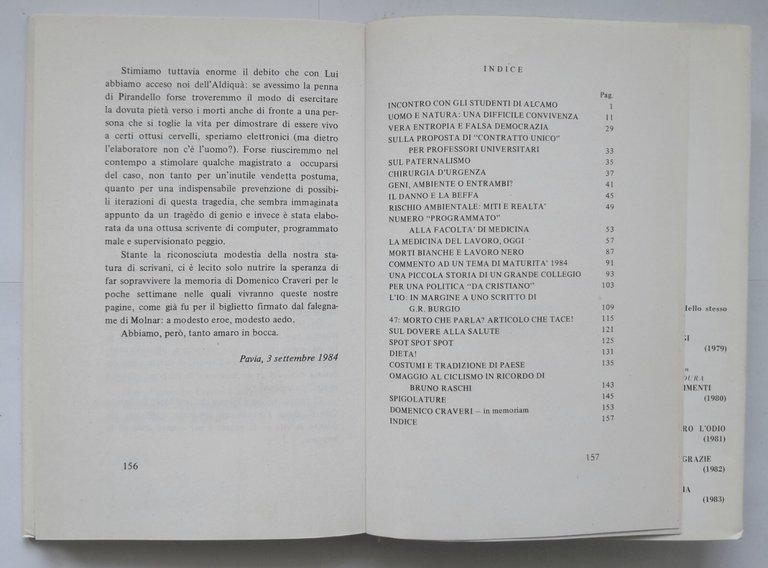 Stimiamo tuttavia enorme il debito che con Lui
abbiamo acceso noi dell'Aldiquà: se avessimo la penna
di Pirandello forse troveremmo il modo di esercitare
la dovuta pietà verso i morti anche di fronte a una per-
sona che si toglie la vita per dimostrare di essere vivo
a certi ottusi cervelli, speriamo elettronici (ma dietro
l'elaboratore non c'è l'uomo?). Forse riusciremmo nel
contempo a stimolare qualche magistrato a occuparsi
del caso, non tanto per un'inutile vendetta postuma,
quanto per una indispensabile prevenzione di possibi-
li iterazioni di questa tragedia, che sembra immaginata
appunto da un tragèdo di genio e invece è stata elabo-
rata da una ottusa scrivente di computer, programmato
male e supervisionato peggio.
Stante la riconosciuta modestia della nostra sta-
tura di scrivani, ci è lecito solo nutrire la speranza di
far sopravvivere la memoria di Domenico Craveri per
le poche settimane nelle quali vivranno queste nostre
pagine, come già fu per il biglietto firmato dal falegna-
me di Molnar: a modesto eroe, modesto aedo.
Abbiamo, però, tanto amaro in bocca.
Pavia, 3 settembre 1984
156
INDICE
Pag.
INCONTRO CON GLI STUDENTI DI ALCAMO 1
UOMO E NATURA: UNA DIFFICILE CONVIVENZA 11
VERA ENTROPIA E FALSA DEMOCRAZIA 29
SULLA PROPOSTA DI "CONTRATTO UNICO"
PER PROFESSORI UNIVERSITARI 33
SUL PATERNALISMO 35
CHIRURGIA D'URGENZA 37
GENI, AMBIENTE O ENTRAMBI? 41
IL DANNO E LA BEFFA 45
RISCHIO AMBIENTALE: MITI E REALTA' 49
NUMERO "PROGRAMMATO"
ALLA FACOLTA' DI MEDICINA 53
LA MEDICINA DEL LAVORO, OGGI 57
MORTI BIANCHE E LAVORO NERO 87
COMMENTO AD UN TEMA DI MATURITA' 1984 91
UNA PICCOLA STORIA DI UN GRANDE COLLEGIO 93
PER UNA POLITICA "DA CRISTIANO" 103
L'IO: IN MARGINE A UNO SCRITTO DI
G.R. BURGIO 109
47: MORTO CHE PARLA? ARTICOLO CHE TACE! 115
SUL DOVERE ALLA SALUTE 121
SPOT SPOT SPOT 125
DIETA! 131
COSTUMI E TRADIZIONE DI PAESE 135
OMAGGIO AL CICLISMO IN RICORDO DI
BRUNO RASCHI 143
SPIGOLATURE 145
DOMENICO CRAVERI – in memoriam 153
INDICE 157
157
dello stesso
GI
(1979)
n
DURA
IMENTI
(1980)
RO L'ODIO
(1981)
GRAZIE
(1982)
IA
(1983)